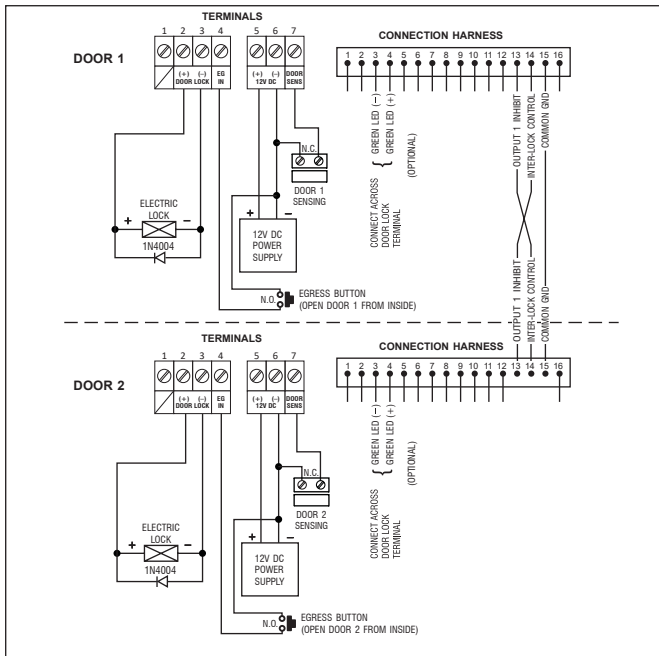 TERMINALS
CONNECTION HARNESS
DOOR 1
1 2 3 4 5 6 7
1 2 3 4 5 6 7 8 9 10 11 12 13 14 15 16
(+) (–)
DOOR LOCK
EG
IN
(+) (–)
12V DC
DOOR
SENS
N.C.
DOOR 1
SENSING
ELECTRIC
LOCK
+ –
1N4004
+ –
12V DC
POWER
SUPPLY
N.O.
EGRESS BUTTON
(OPEN DOOR 1 FROM INSIDE)
GREEN LED (–)
GREEN LED (+)
(OPTIONAL)
CONNECT ACROSS
DOOR LOCK
TERMINAL
OUTPUT 1 INHIBIT
INTER-LOCK CONTROL
COMMON GND
OUTPUT 1 INHIBIT
INTER-LOCK CONTROL
COMMON GND
TERMINALS
CONNECTION HARNESS
DOOR 2
1 2 3 4 5 6 7
1 2 3 4 5 6 7 8 9 10 11 12 13 14 15 16
(+) (–)
DOOR LOCK
EG
IN
(+) (–)
12V DC
DOOR
SENS
N.C.
DOOR 2
SENSING
ELECTRIC
LOCK
+ –
1N4004
+ –
12V DC
POWER
SUPPLY
N.O.
EGRESS BUTTON
(OPEN DOOR 2 FROM INSIDE)
GREEN LED (–)
GREEN LED (+)
(OPTIONAL)
CONNECT ACROSS
DOOR LOCK
TERMINAL